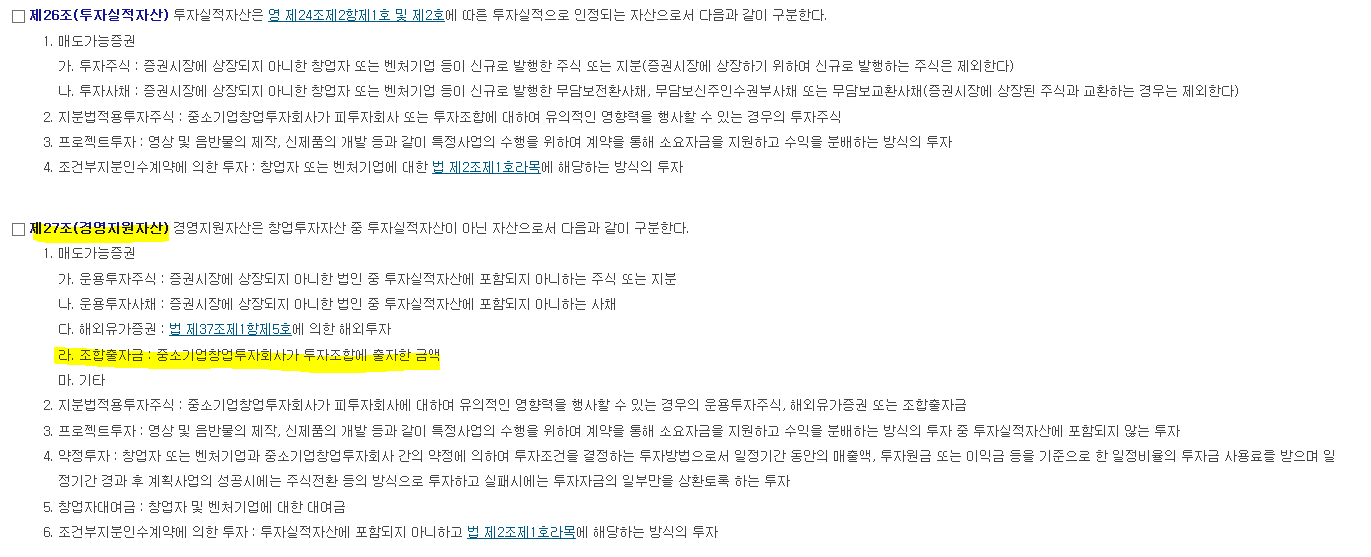 제26조(투자실적자산) 투자실적자산은 영 제24조제2항제1호 및 제2호에 따른 투자실적으로 인정되는 자산으로서 다음과 같이 구분한다.
1. 매도가능증권
가. 투자주식 : 증권시장에 상장되지 아니한 창업자 또는 벤처기업 등이 신규로 발행한 주식 또는 지분(증권시장에 상장하기 위하여 신규로 발행하는 주식은 제외한다)
나. 투자사채 : 증권시장에 상장되지 아니한 창업자 또는 벤처기업 등이 신규로 발행한 무담보전환사채, 무담보신주인수권부사채 또는 무담보교환사채(증권시장에 상장된 주식과 교환하는 경우는 제외한다)
2. 지분법적용투자주식 : 중소기업창업투자회사가 피투자회사 또는 투자조합에 대하여 유의적인 영향력을 행사할 수 있는 경우의 투자주식
3. 프로젝트투자 : 영상 및 음반물의 제작, 신제품의 개발 등과 같이 특정사업의 수행을 위하여 계약을 통해 소요자금을 지원하고 수익을 분배하는 방식의 투자
4. 조건부지분인수계약에 의한 투자 : 창업자 또는 벤처기업에 대한 법 제2조제1호라목에 해당하는 방식의 투자
제27조(경영지원자산) 경영지원자산은 창업투자자산 중 투자실적자산이 아닌 자산으로서 다음과 같이 구분한다.
1. 매도가능증권
가. 운용투자주식 : 증권시장에 상장되지 아니한 법인 중 투자실적자산에 포함되지 아니하는 주식 또는 지분
나. 운용투자사채 : 증권시장에 상장되지 아니한 법인 중 투자실적자산에 포함되지 아니하는 사채
다. 해외유가증권 : 법 제37조제1항제5호에 의한 해외투자
라. 조합출자금 : 중소기업창업투자회사가 투자조합에 출자한 금액
마. 기타
2. 지분법적용투자주식 : 중소기업창업투자회사가 피투자회사에 대하여 유의적인 영향력을 행사할 수 있는 경우의 운용투자주식, 해외유가증권 또는 조합출자금
3. 프로젝트투자 : 영상 및 음반물의 제작, 신제품의 개발 등과 같이 특정사업의 수행을 위하여 계약을 통해 소요자금을 지원하고 수익을 분배하는 방식의 투자 중 투자실적자산에 포함되지 않는 투자
4. 약정투자 : 창업자 또는 벤처기업과 중소기업창업투자회사 간의 약정에 의하여 투자조건을 결정하는 투자방법으로서 일정기간 동안의 매출액, 투자원금 또는 이익금 등을 기준으로 한 일정비율의 투자금 사용료를 받으며 일
정기간 경과 후 계획사업의 성공시에는 주식전환 등의 방식으로 투자하고 실패시에는 투자자금의 일부만을 상환토록 하는 투자
5. 창업자대여금 : 창업자 및 벤처기업에 대한 대여금
6. 조건부지분인수계약에 의한 투자 : 투자실적자산에 포함되지 아니하고 법 제2조제1호라목에 해당하는 방식의 투자